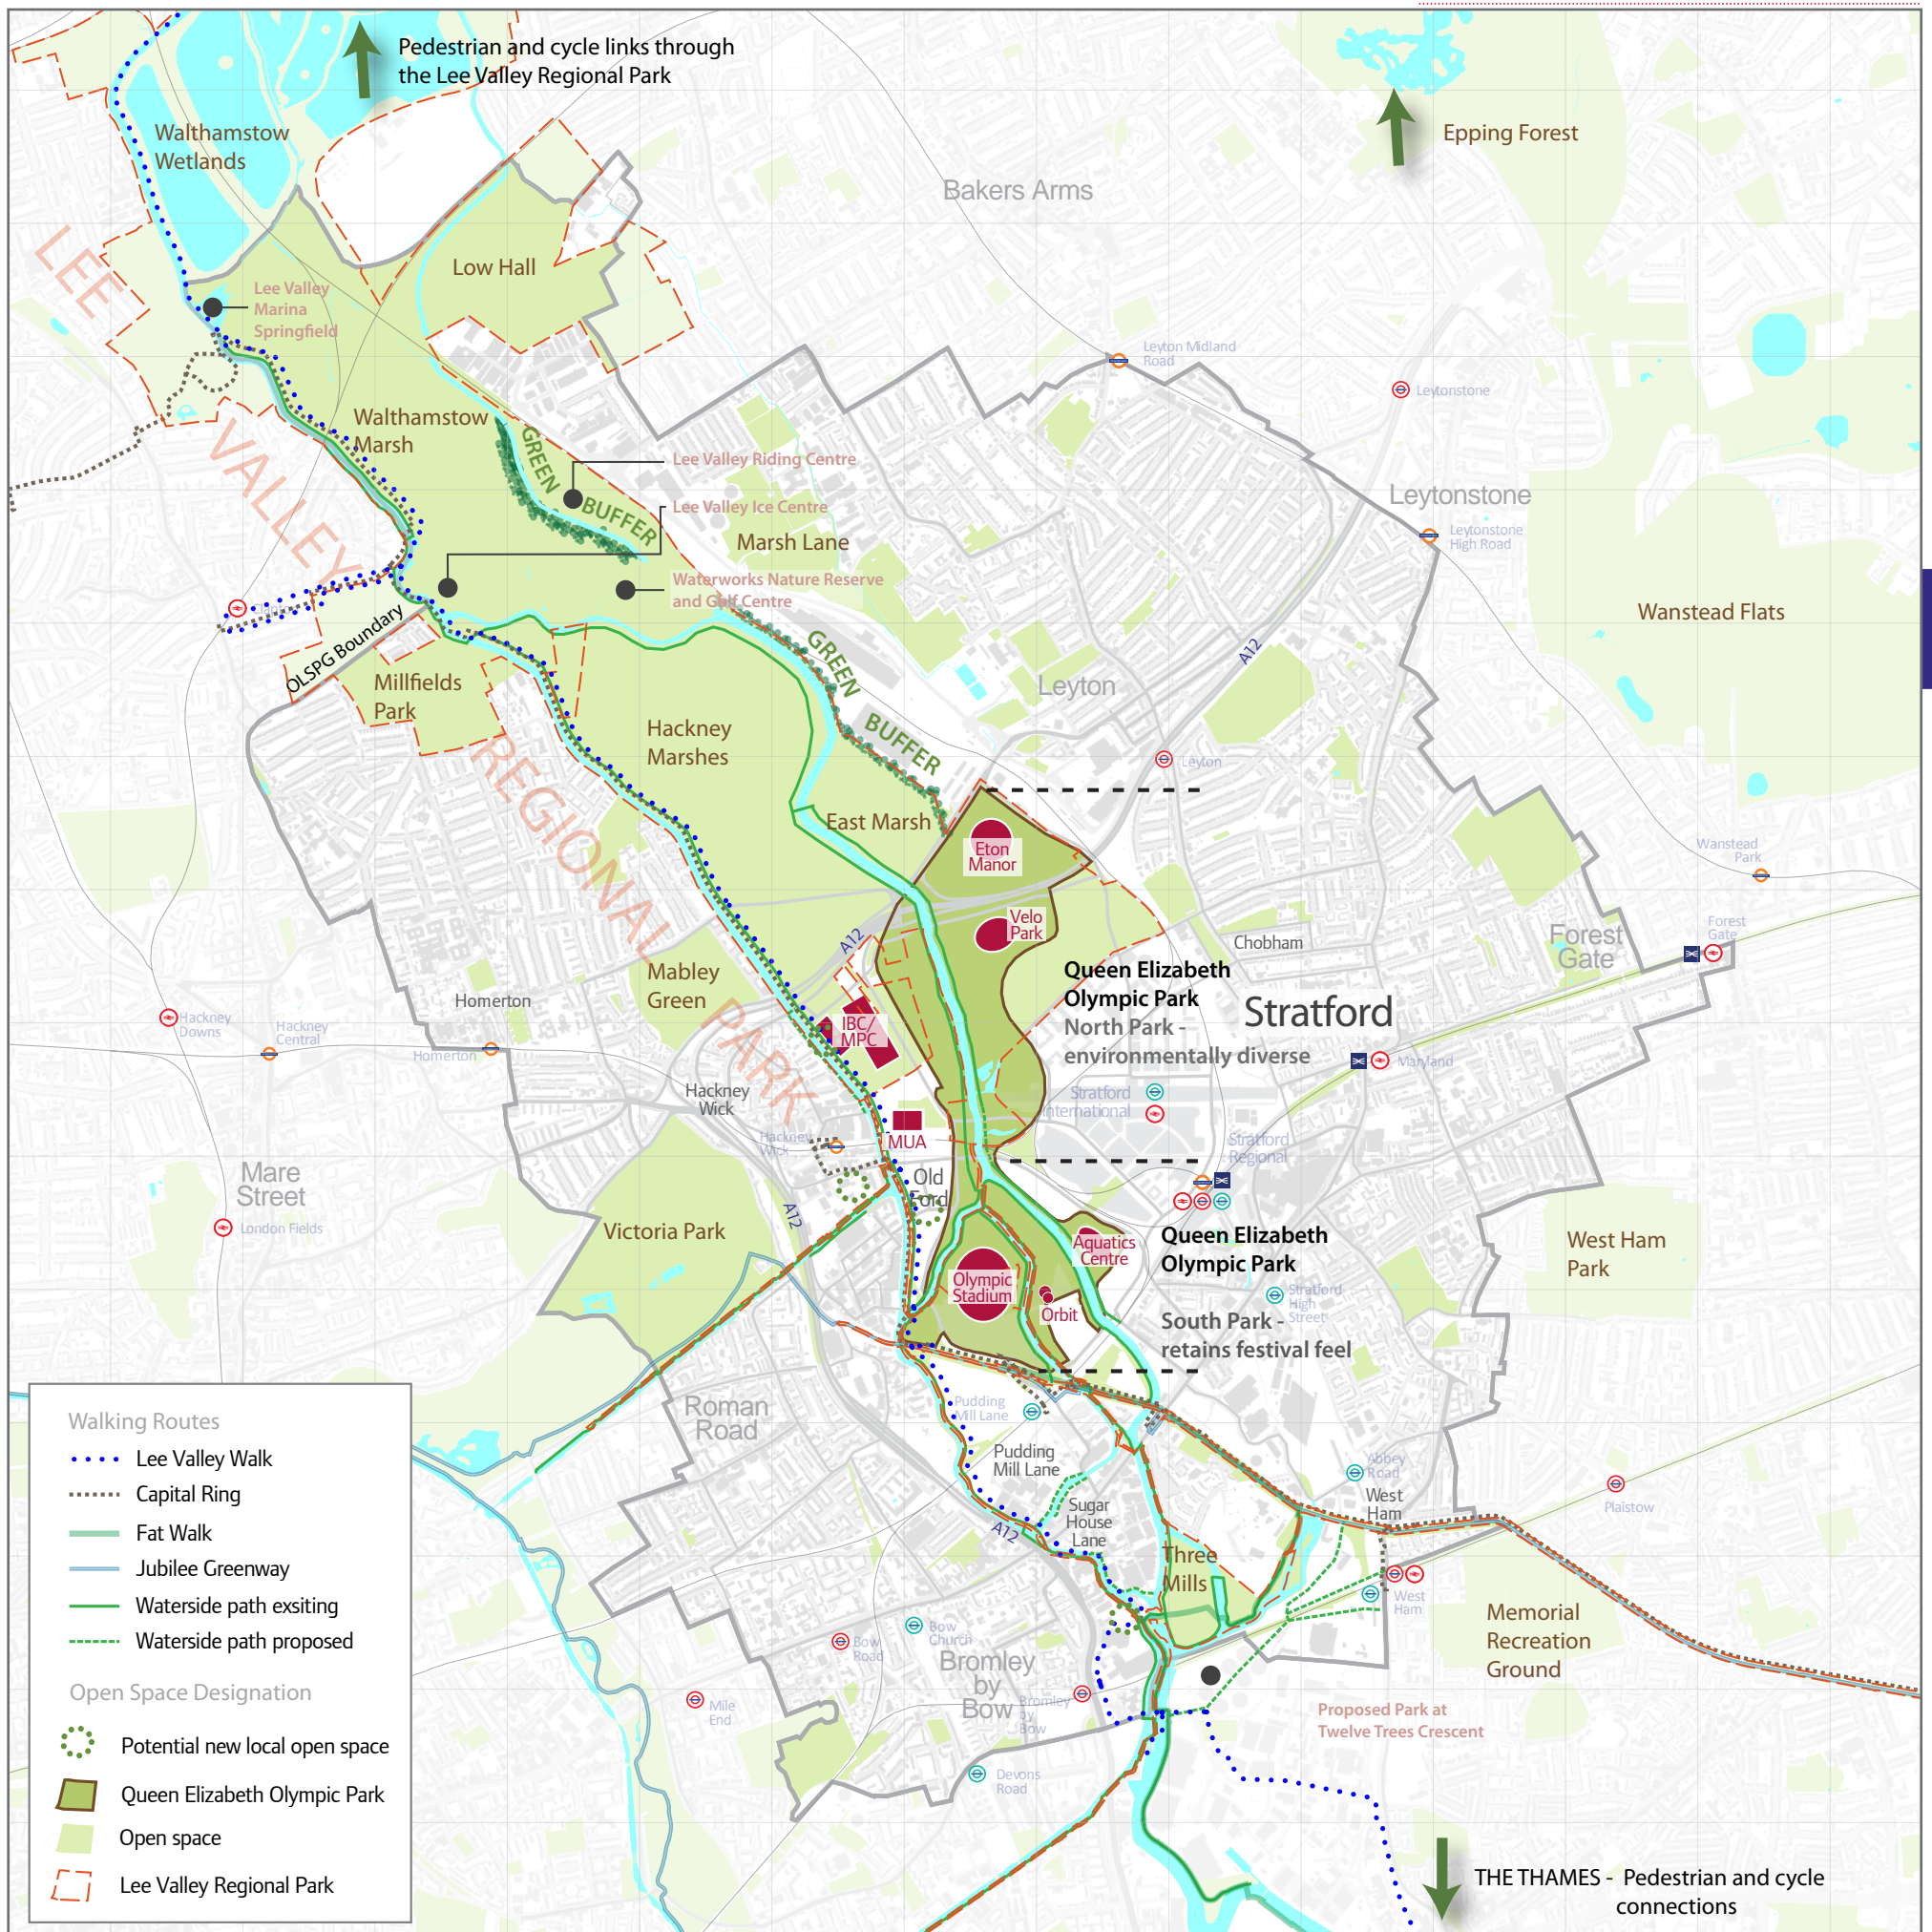 Pedestrian and cycle links through
the Lee Valley Regional Park
Walthamstow
Wetlands
Epping Forest
Bakers Arms
LEE
VALLEY
REGIONAL
PARK
Low Hall
Lee Valley
Marina
Springfield
Leyton Midland
Road
Leytonstone
Walthamstow
Marsh
GREEN
BUFFER
Lee Valley Riding Centre
Lee Valley Ice Centre
Marsh Lane
Waterworks Nature Reserve
and Golf Centre
Leytonstone
Leytonstone
High Road
Wanstead Flats
OLSPG Boundary
Millfields
Park
GREEN
BUFFER
A12
Leyton
Hackney
Marshes
Leyton
East Marsh
Eton
Manor
Wanstead
Park
Velo
Park
A12
Chobham
Forest
Gate
Forest
Gate
Mabley
Green
Homerton
Queen Elizabeth
Olympic Park
North Park -
environmentally diverse
Stratford
Hackney
Downs
Hackney
Central
Homerton
IBC/
MPC
Maryland
Hackney
Wick
Stratford
International
MUA
Hackney
Wick
Stratford
Regional
Mare
Street
Old
Ford
London Fields
A12
Victoria Park
Aquatics
Centre
Queen Elizabeth
Olympic Park
West Ham
Park
Olympic
Stadium
Orbit
Stratford
High
Street
South Park -
retains festival feel
Roman
Road
Pudding
Mill Lane
Pudding
Mill Lane
Abbey
Road
West
Ham
Plaistow
Sugar
House
Lane
A12
Three
Mills
West
Ham
Memorial
Recreation
Ground
Bow
Church
Bow
Road
Bromley
by
Bow
Bromley
by
Bow
Mile
End
Proposed Park at
Twelve Trees Crescent
Devons
Road
THE THAMES - Pedestrian and cycle
connections
Walking Routes
Lee Valley Walk
Capital Ring
Fat Walk
Jubilee Greenway
Waterside path exsiting
Waterside path proposed
Open Space Designation
Potential new local open space
Queen Elizabeth Olympic Park
Open space
Lee Valley Regional Park